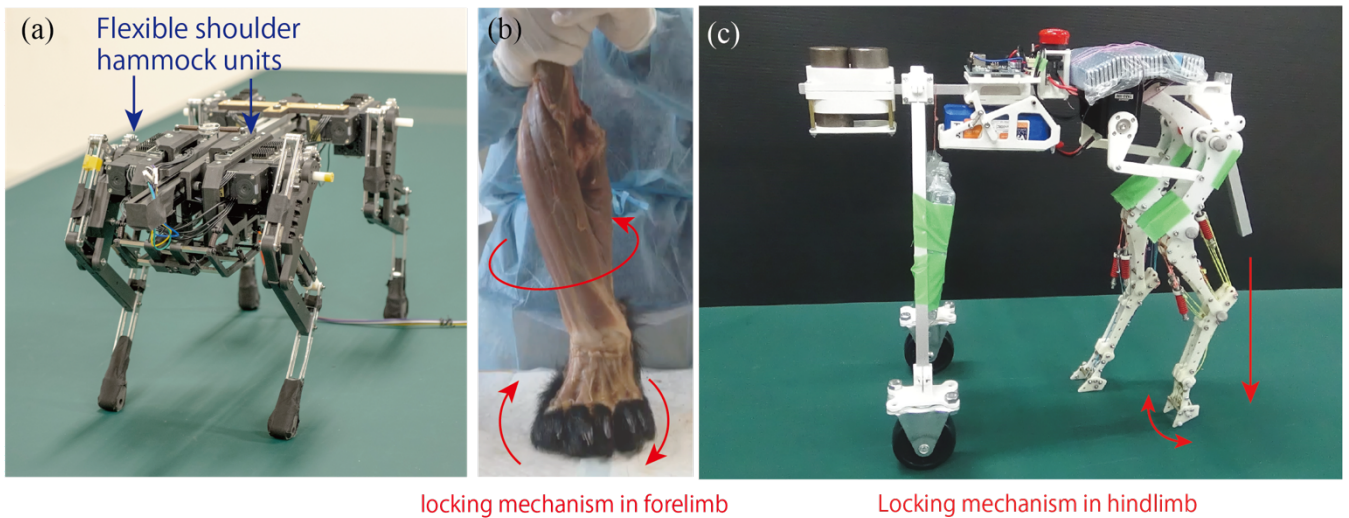 (a)
Flexible shoulder
hammock units
(b)
(c)
locking mechanism in forelimb
Locking mechanism in hindlimb